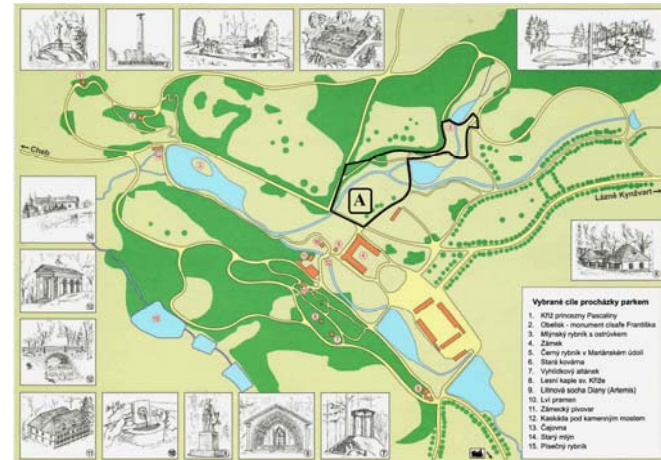 Cheb
A
Lázně Kynžvart
Vybrané cíle procházky parkem
1. Kříž princezny Pascaliny
2. Obelisk - monument císaře Františka
3. Mlýnský rybník s ostrůvkem
4. Zámek
5. Černý rybník v Mariánském údolí
6. Stará kovárna
7. Vyhlídkový altánek
8. Lesní kaple sv. Kříže
9. Litinová socha Diany (Artemis)
10. Lví pramen
11. Zámecký pivovar
12. Kaskáda pod kamenným mostem
13. Čajovna
14. Starý mlýn
15. Písečný rybník